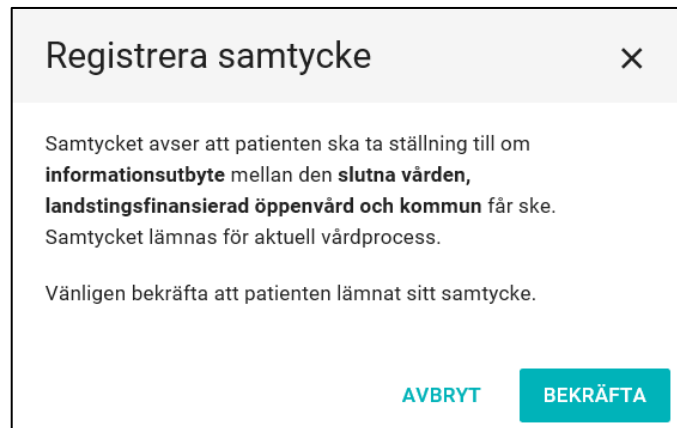 Registrera samtycke
Samtycket avser att patienten ska ta ställning till om
informationsutbyte mellan den slutna vården,
landstingsfinansierad öppenvård och kommun får ske.
Samtycket lämnas för aktuell vårdprocess.
Vänligen bekräfta att patienten lämnat sitt samtycke.
AVBRYT BEKRÄFTA